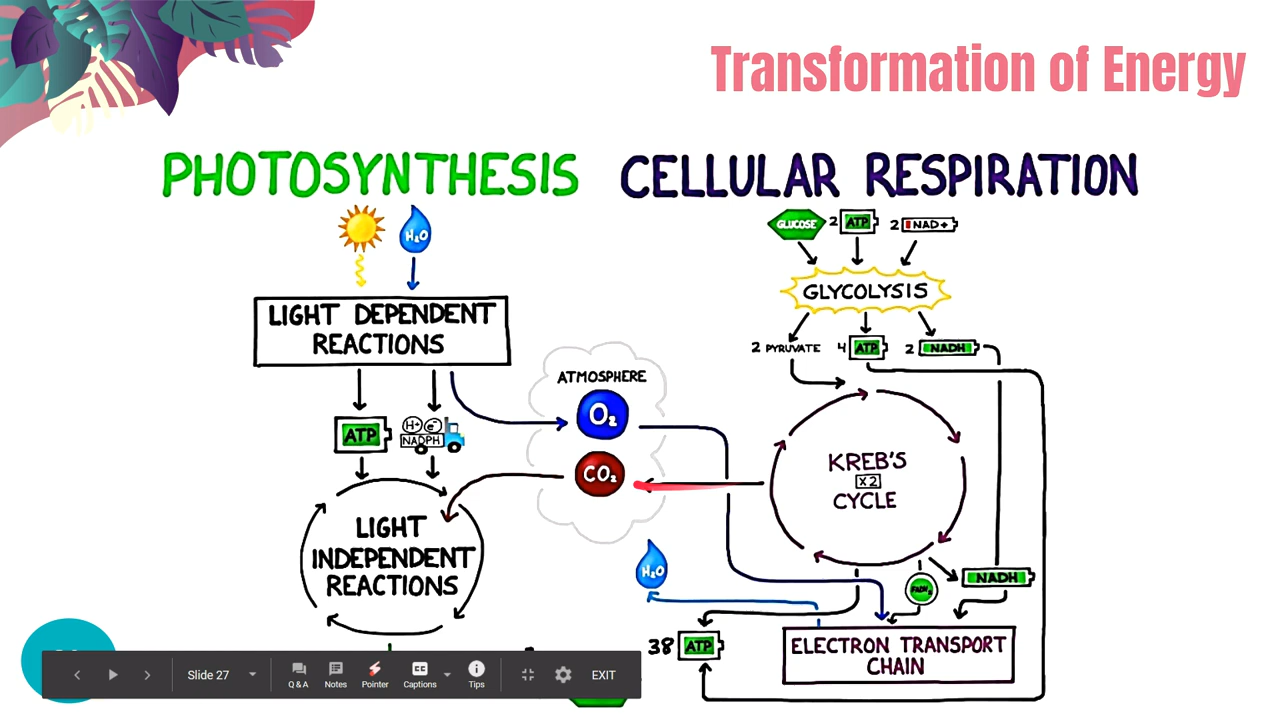 Transformation of Energy
PHOTOSYNTHESIS
CELLULAR RESPIRATION
H₂O
GLUCOSE
2 ATP
2 NAD+
LIGHT DEPENDENT
REACTIONS
GLYCOLYSIS
2 PYRUVATE
4 ATP
2 NADH
ATMOSPHERE
O₂
CO₂
ATP
H+ e-
NADPH
KREB'S
X2
CYCLE
LIGHT
INDEPENDENT
REACTIONS
H₂O
FADH₂
NADH
38 ATP
ELECTRON TRANSPORT
CHAIN
Slide 27
Q & A
Notes
Pointer
CC
Captions
Tips
EXIT